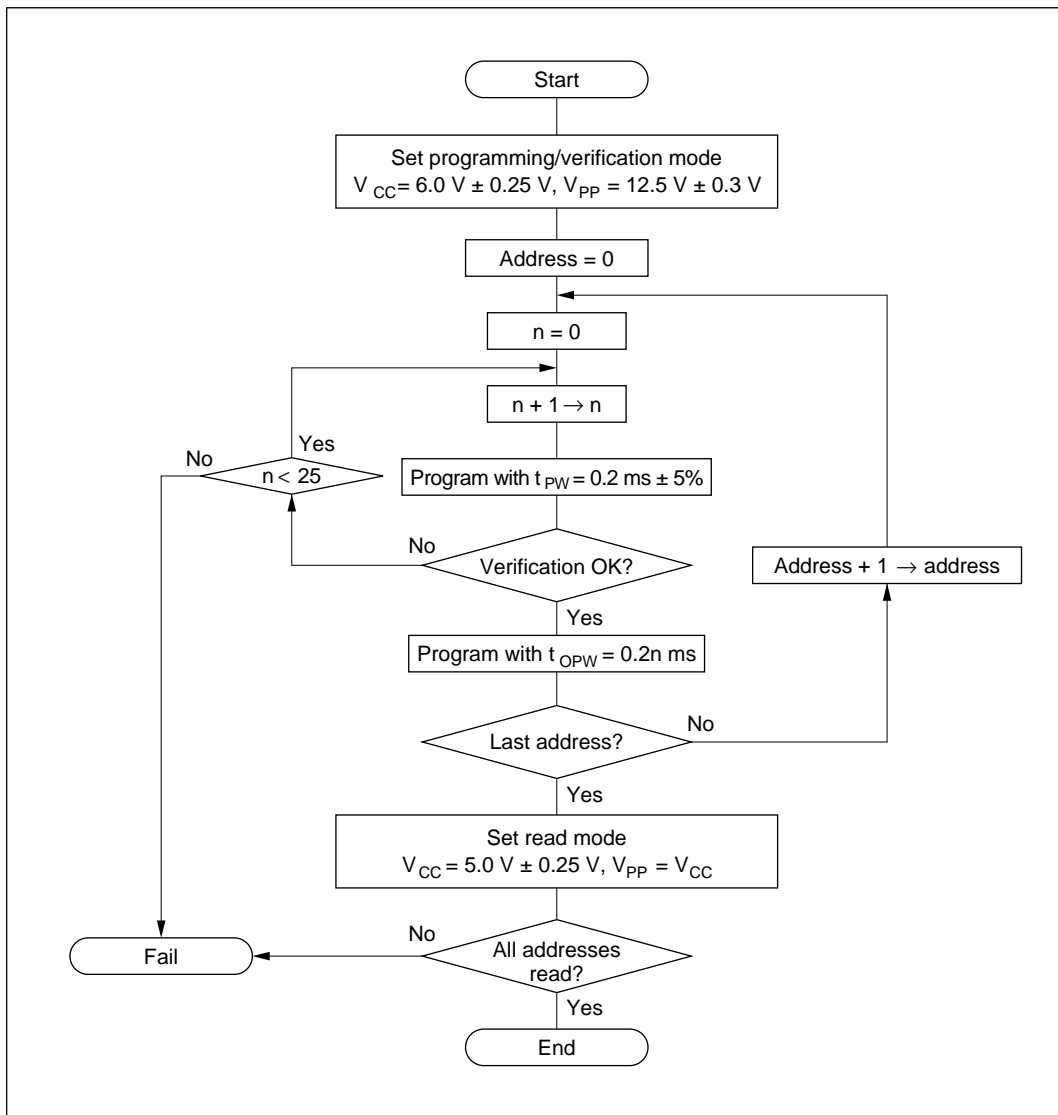 Start
Set programming/verification mode
V CC = 6.0 V ± 0.25 V, V PP = 12.5 V ± 0.3 V
Address = 0
n = 0
n + 1 → n
No
Yes
n < 25
Program with t PW = 0.2 ms ± 5%
No
Verification OK?
Address + 1 → address
Yes
Program with t OPW = 0.2n ms
Last address?
No
Yes
Set read mode
V CC = 5.0 V ± 0.25 V, V PP = V CC
No
Fail
All addresses
read?
Yes
End